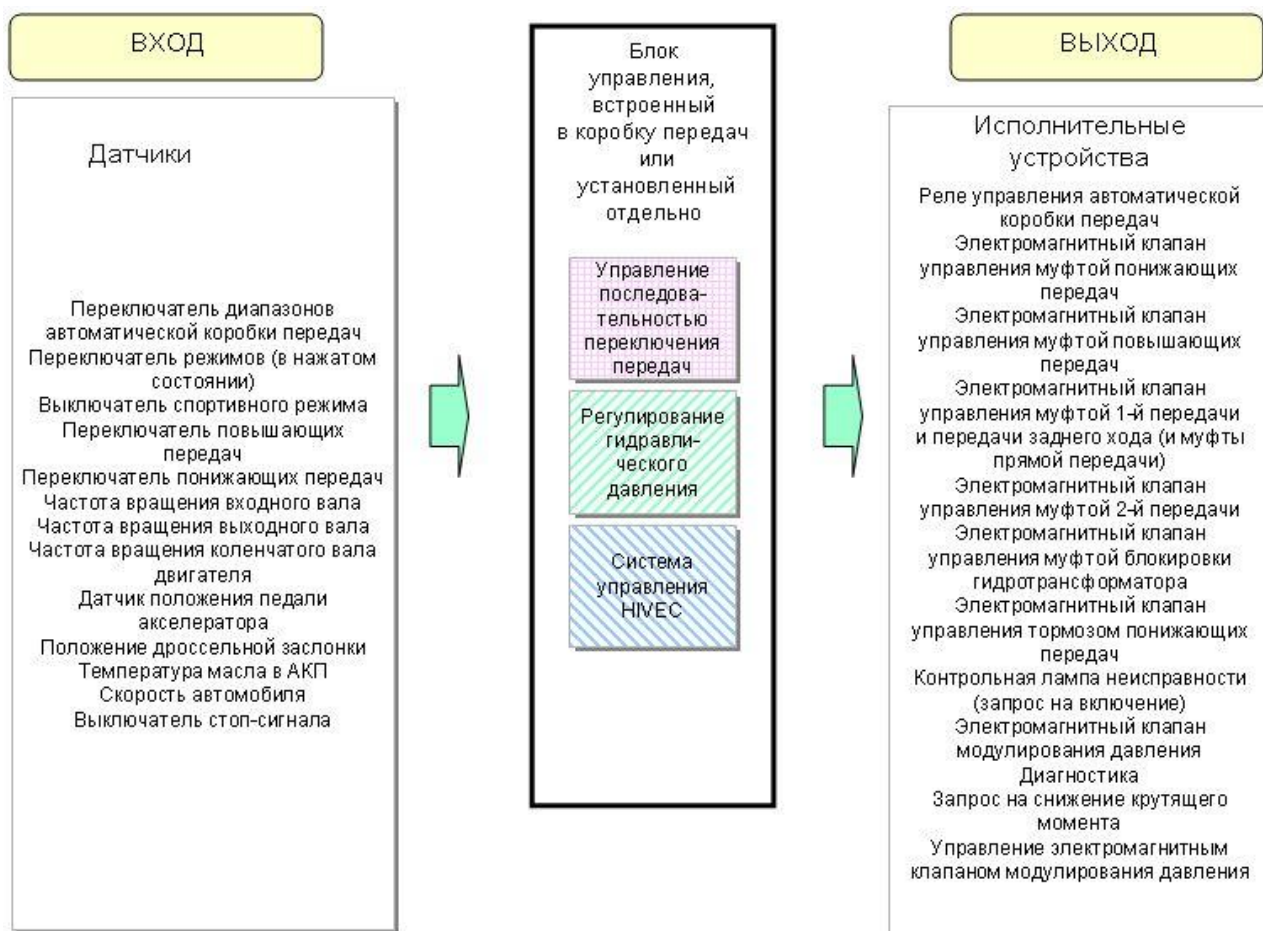 ВХОД
Датчики
Переключатель диапазонов
автоматической коробки передач
Переключатель режимов (в нажатом
состоянии)
Выключатель спортивного режима
Переключатель повышающих
передач
Переключатель понижающих передач
Частота вращения входного вала
Частота вращения выходного вала
Частота вращения коленчатого вала
двигателя
Датчик положения педали
акселератора
Положение дроссельной заслонки
Температура масла в АКП
Скорость автомобиля
Выключатель стоп-сигнала
Блок
управления,
встроенный
в коробку передач
или
установленный
отдельно
Управление
последова-
тельностью
переключения
передач
Регулирование
гидравли-
ческого
давления
Система
управления
HIVEC
ВЫХОД
Исполнительные
устройства
Реле управления автоматической
коробки передач
Электромагнитный клапан
управления муфтой понижающих
передач
Электромагнитный клапан
управления муфтой повышающих
передач
Электромагнитный клапан
управления муфтой 1-й передачи
и передачи заднего хода (и муфты
прямой передачи)
Электромагнитный клапан
управления муфтой 2-й передачи
Электромагнитный клапан
управления муфтой блокировки
гидротрансформатора
Электромагнитный клапан
управления тормозом понижающих
передач
Контрольная лампа неисправности
(запрос на включение)
Электромагнитный клапан
модулирования давления
Диагностика
Запрос на снижение крутящего
момента
Управление электромагнитным
клапаном модулирования давления